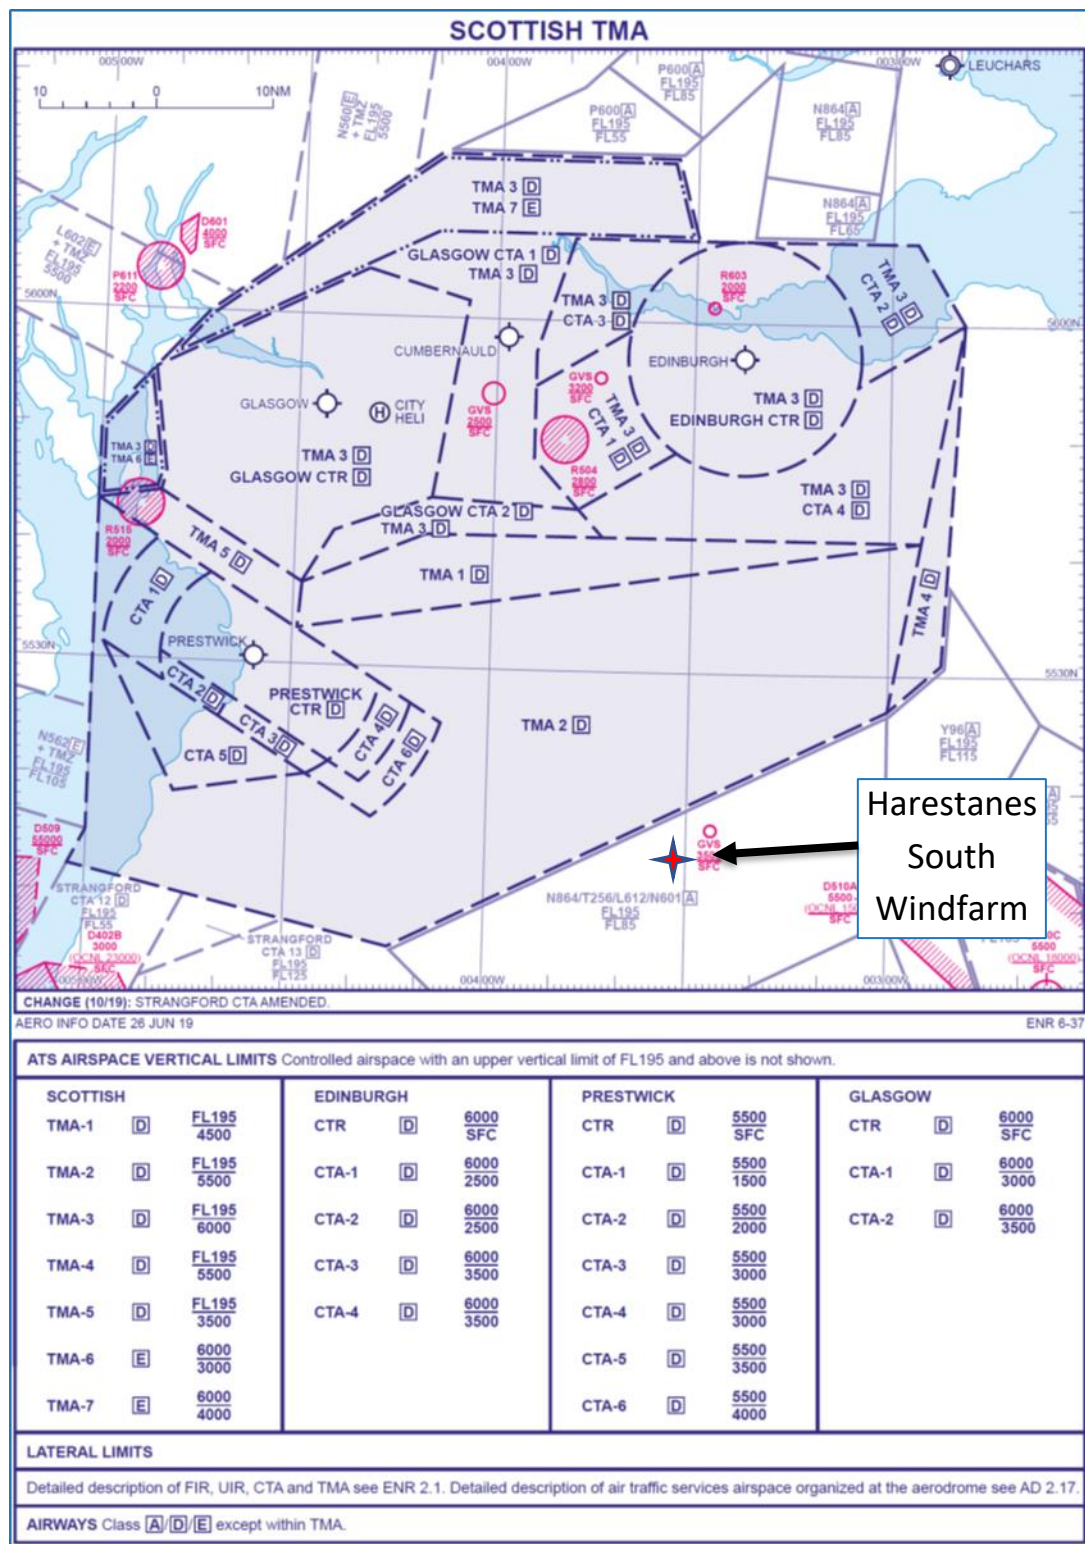 SCOTTISH TMA
005°00'W
004°00'W
003°00'W
LEUCHARS
10 0 10NM
N560 E
+ TMZ
FL195
5500
P600 A
FL195
FL55
P600 A
FL195
FL85
N864 A
FL195
FL85
N864 A
FL195
FL65
TMA 3 D
TMA 7 E
L602 E
+ TMZ
FL195
5500
D601
4000
SFC
P611
2200
SFC
5600N
5600N
GLASGOW CTA 1 D
TMA 3 D
TMA 3 D
CTA 3 D
R603
2000
SFC
TMA 3 D
CTA 2 D
CUMBERNAULD
EDINBURGH
GLASGOW
H CITY
HELI
GVS
2500
SFC
GVS
3200
SFC
TMA 3 D
CTA 1 D
TMA 3 D
EDINBURGH CTR D
TMA 3 D
TMA 6 E
TMA 3 D
GLASGOW CTR D
R504
2800
SFC
TMA 3 D
CTA 4 D
R515
2000
SFC
GLASGOW CTA 2 D
TMA 3 D
TMA 5 D
TMA 1 D
CTA 1 D
TMA 4 D
5530N
5530N
PRESTWICK
CTA 2 D
PRESTWICK
CTR D
CTA 3 D
CTA 4 D
CTA 6 D
CTA 5 D
TMA 2 D
N562 E
+ TMZ
FL195
FL105
Y96 A
FL195
FL115
Harestanes
South
Windfarm
D509
55000
SFC
GVS
SFC
STRANGFORD
CTA 12 D
FL195
FL55
N864/T256/L612/N601 A
FL195
FL85
D510A
5500
SFC
D402B
3000
(OCNL 23000)
SFC
STRANGFORD
CTA 13 D
FL195
FL125
5500
(OCNL 18000)
SFC
005°00'W
004°00'W
003°00'W
CHANGE (10/19): STRANGFORD CTA AMENDED.
AERO INFO DATE 26 JUN 19
ENR 6-37
ATS AIRSPACE VERTICAL LIMITS Controlled airspace with an upper vertical limit of FL195 and above is not shown.
SCOTTISH EDINBURGH PRESTWICK GLASGOW
TMA-1 D FL195/4500 CTR D 6000/SFC CTR D 5500/SFC CTR D 6000/SFC
TMA-2 D FL195/5500 CTA-1 D 6000/2500 CTA-1 D 5500/1500 CTA-1 D 6000/3000
TMA-3 D FL195/6000 CTA-2 D 6000/2500 CTA-2 D 5500/2000 CTA-2 D 6000/3500
TMA-4 D FL195/5500 CTA-3 D 6000/3500 CTA-3 D 5500/3000
TMA-5 D FL195/3500 CTA-4 D 6000/3500 CTA-4 D 5500/3000
TMA-6 E 6000/3000 CTA-5 D 5500/3500
TMA-7 E 6000/4000 CTA-6 D 5500/4000
LATERAL LIMITS
Detailed description of FIR, UIR, CTA and TMA see ENR 2.1. Detailed description of air traffic services airspace organized at the aerodrome see AD 2.17.
AIRWAYS Class A/D/E except within TMA.